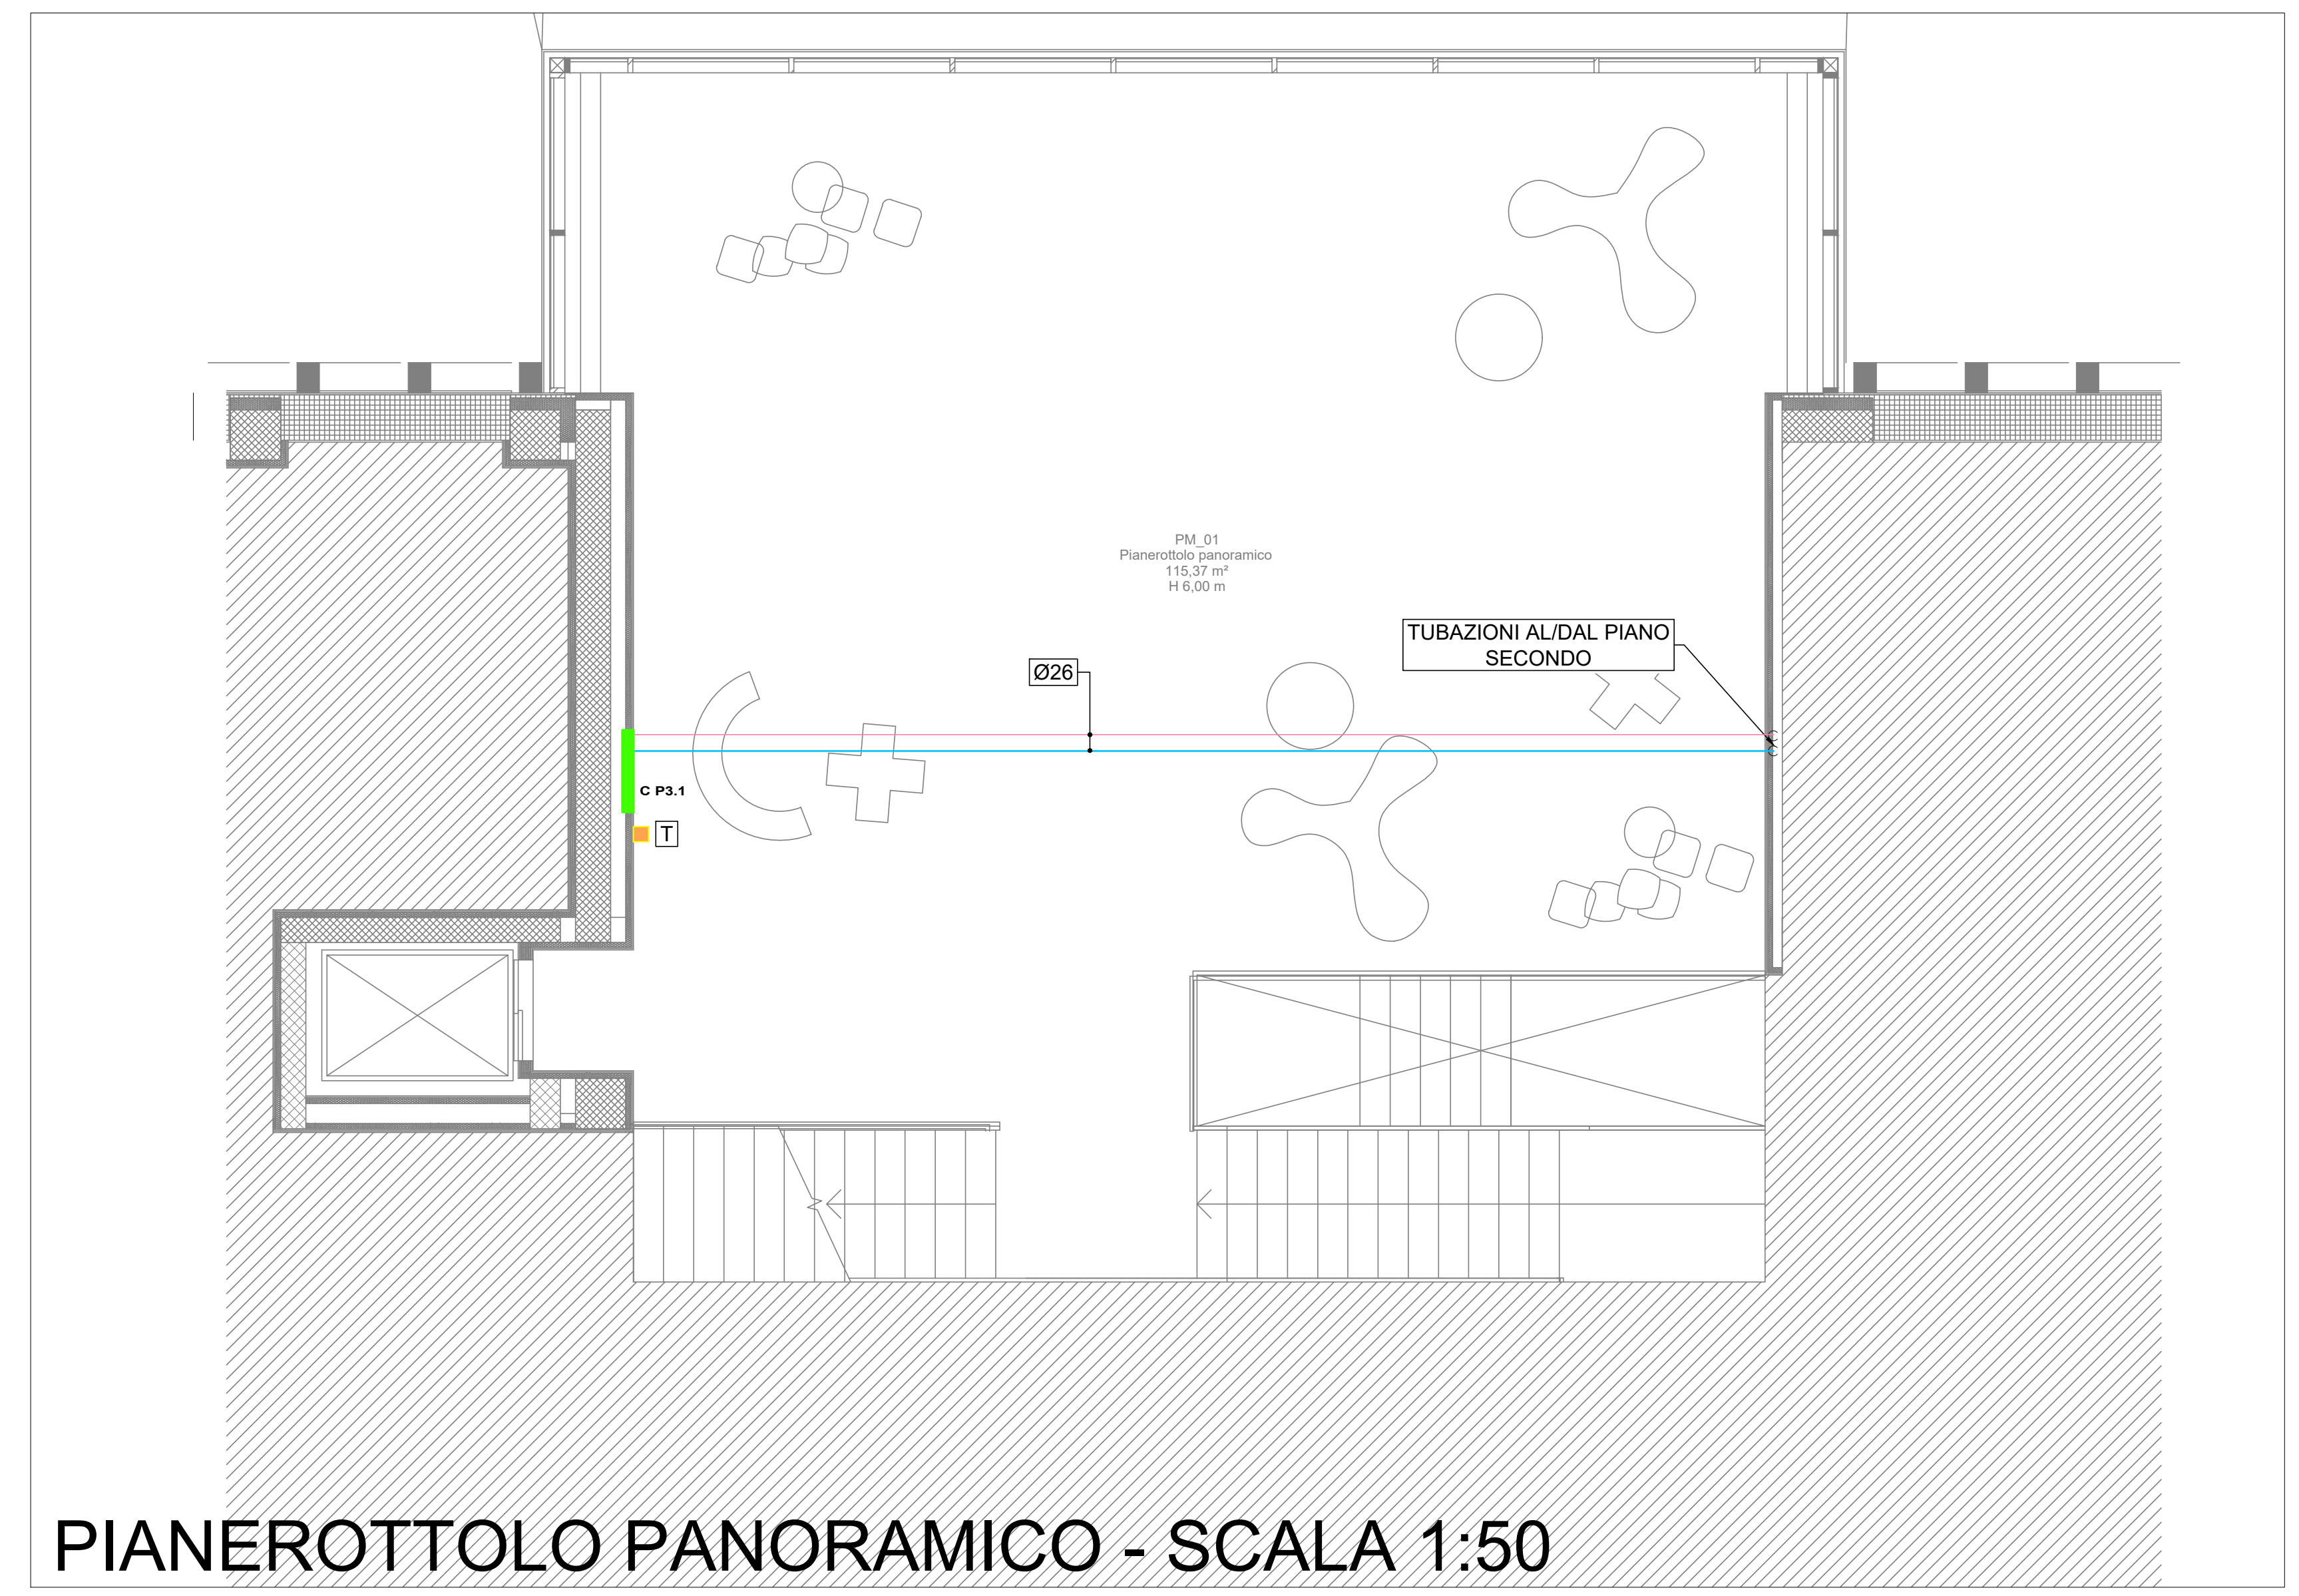 PM_01
Pianerottolo panoramico
115,37 m²
H 6,00 m
TUBAZIONI AL/DAL PIANO
SECONDO
Ø26
C P3.1
T
PIANEROTTOLO PANORAMICO - SCALA 1:50